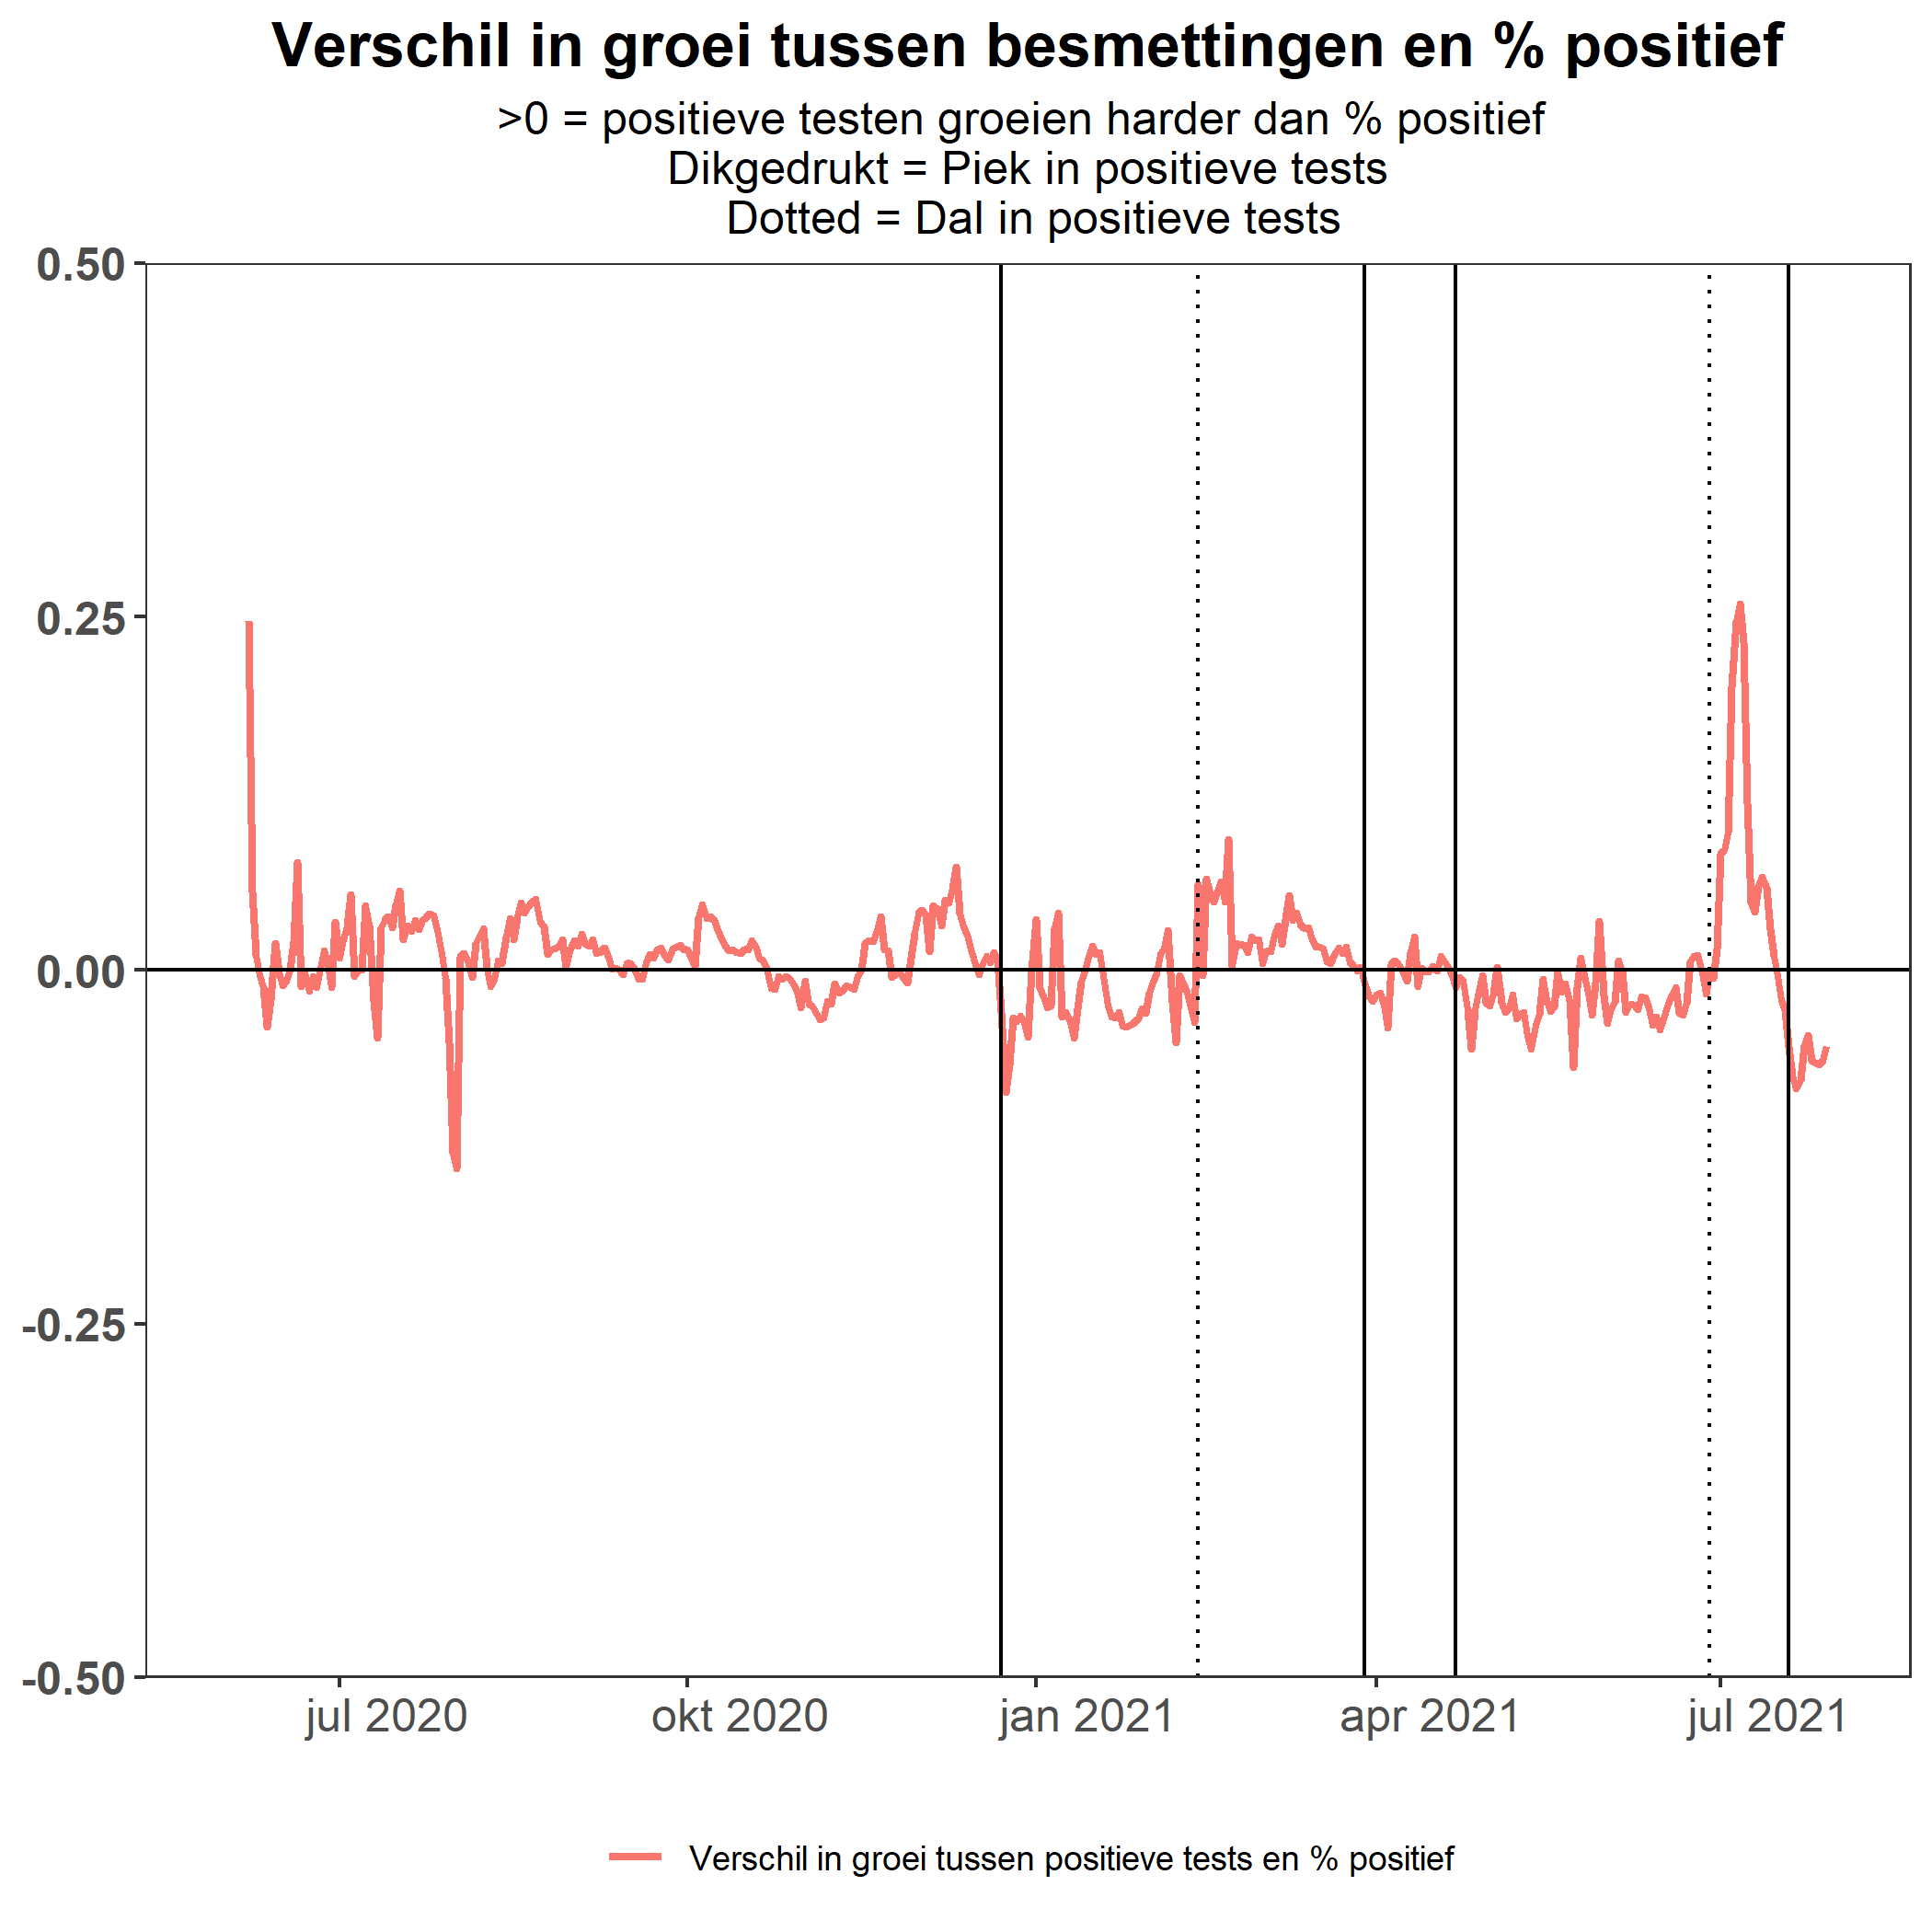 Verschil in groei tussen besmettingen en % positief
>0 = positieve testen groeien harder dan % positief
Dikgedrukt = Piek in positieve tests
Dotted = Dal in positieve tests
0.50
0.25
0.00
-0.25
-0.50
jul 2020
okt 2020
jan 2021
apr 2021
jul 2021
Verschil in groei tussen positieve tests en % positief